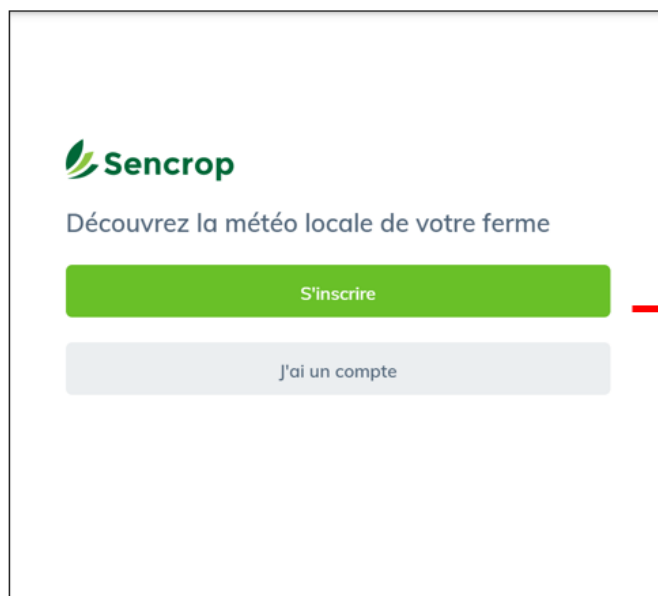 Sencrop
Découvrez la météo locale de votre ferme
S'inscrire
J'ai un compte